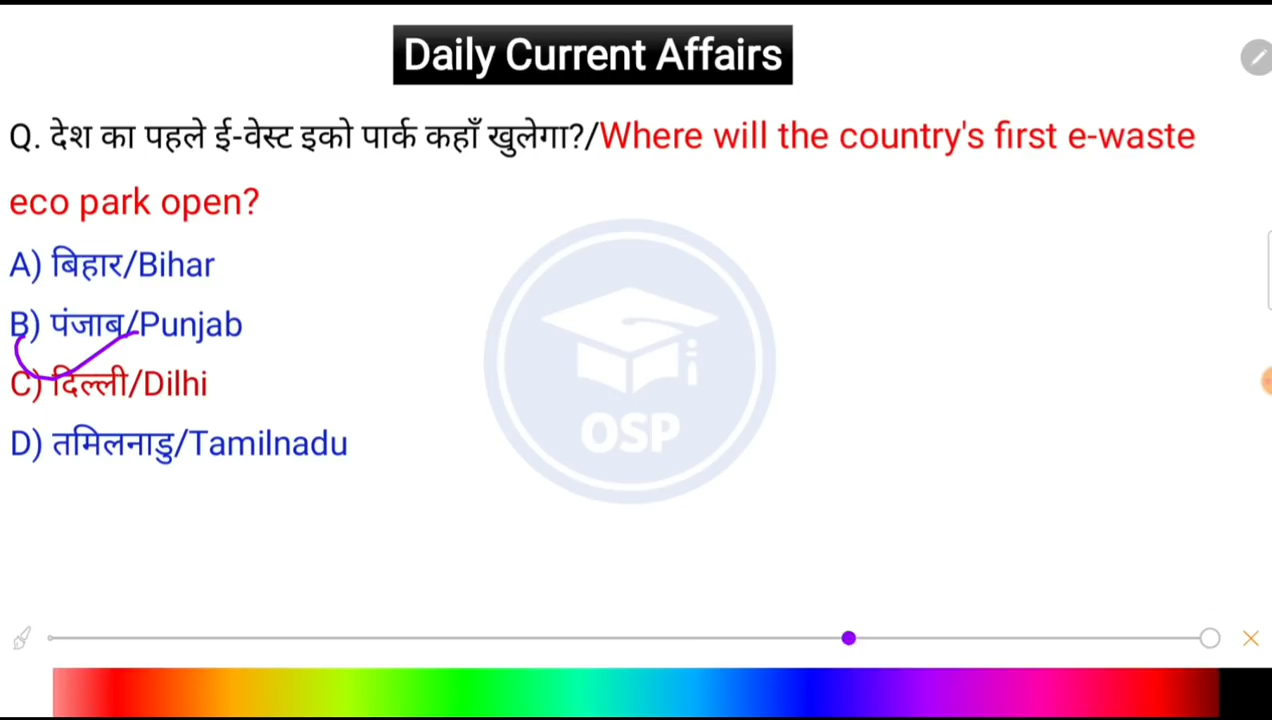 Daily Current Affairs
Q. देश का पहले ई-वेस्ट इको पार्क कहाँ खुलेगा?/Where will the country's first e-waste
eco park open?
A) बिहार/Bihar
B) पंजाब/Punjab
C) दिल्ली/Dilhi
D) तमिलनाडु/Tamilnadu
OSP